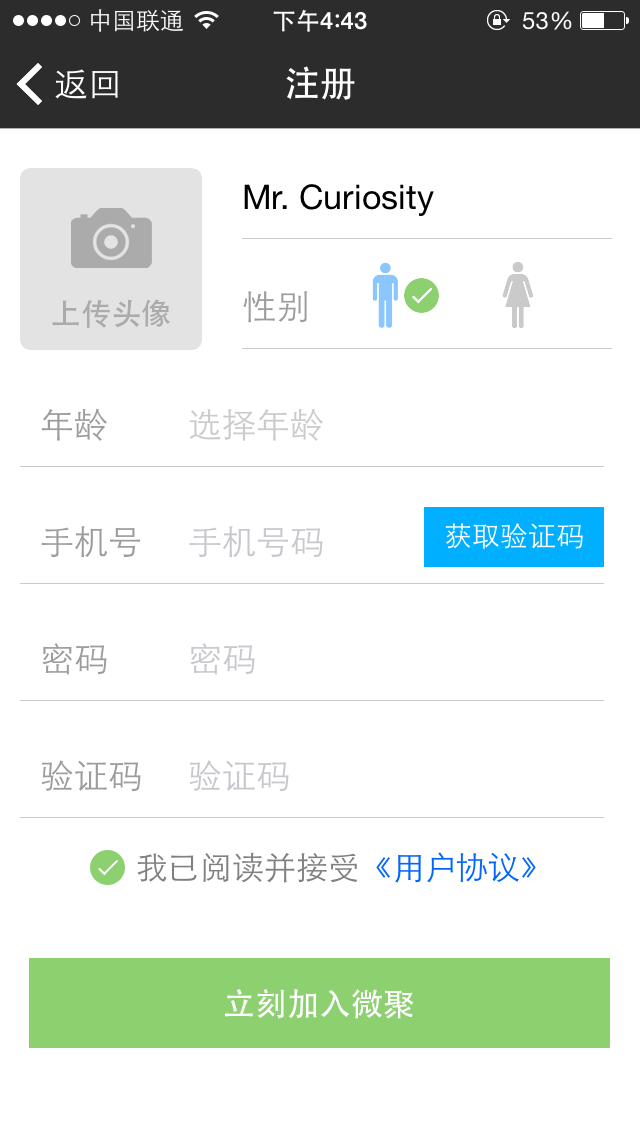 中国联通 下午4:43 53%
返回 注册
Mr. Curiosity
上传头像 性别
年龄 选择年龄
手机号 手机号码 获取验证码
密码 密码
验证码 验证码
我已阅读并接受《用户协议》
立刻加入微聚